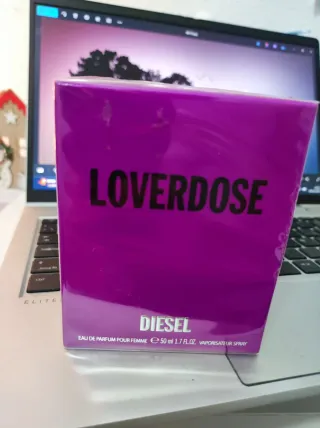 LOVERDOSE
DIESEL
EAU DE PARFUM POUR FEMME ℮ 50 ml 1.7 FL.OZ. VAPORISATEUR SPRAY